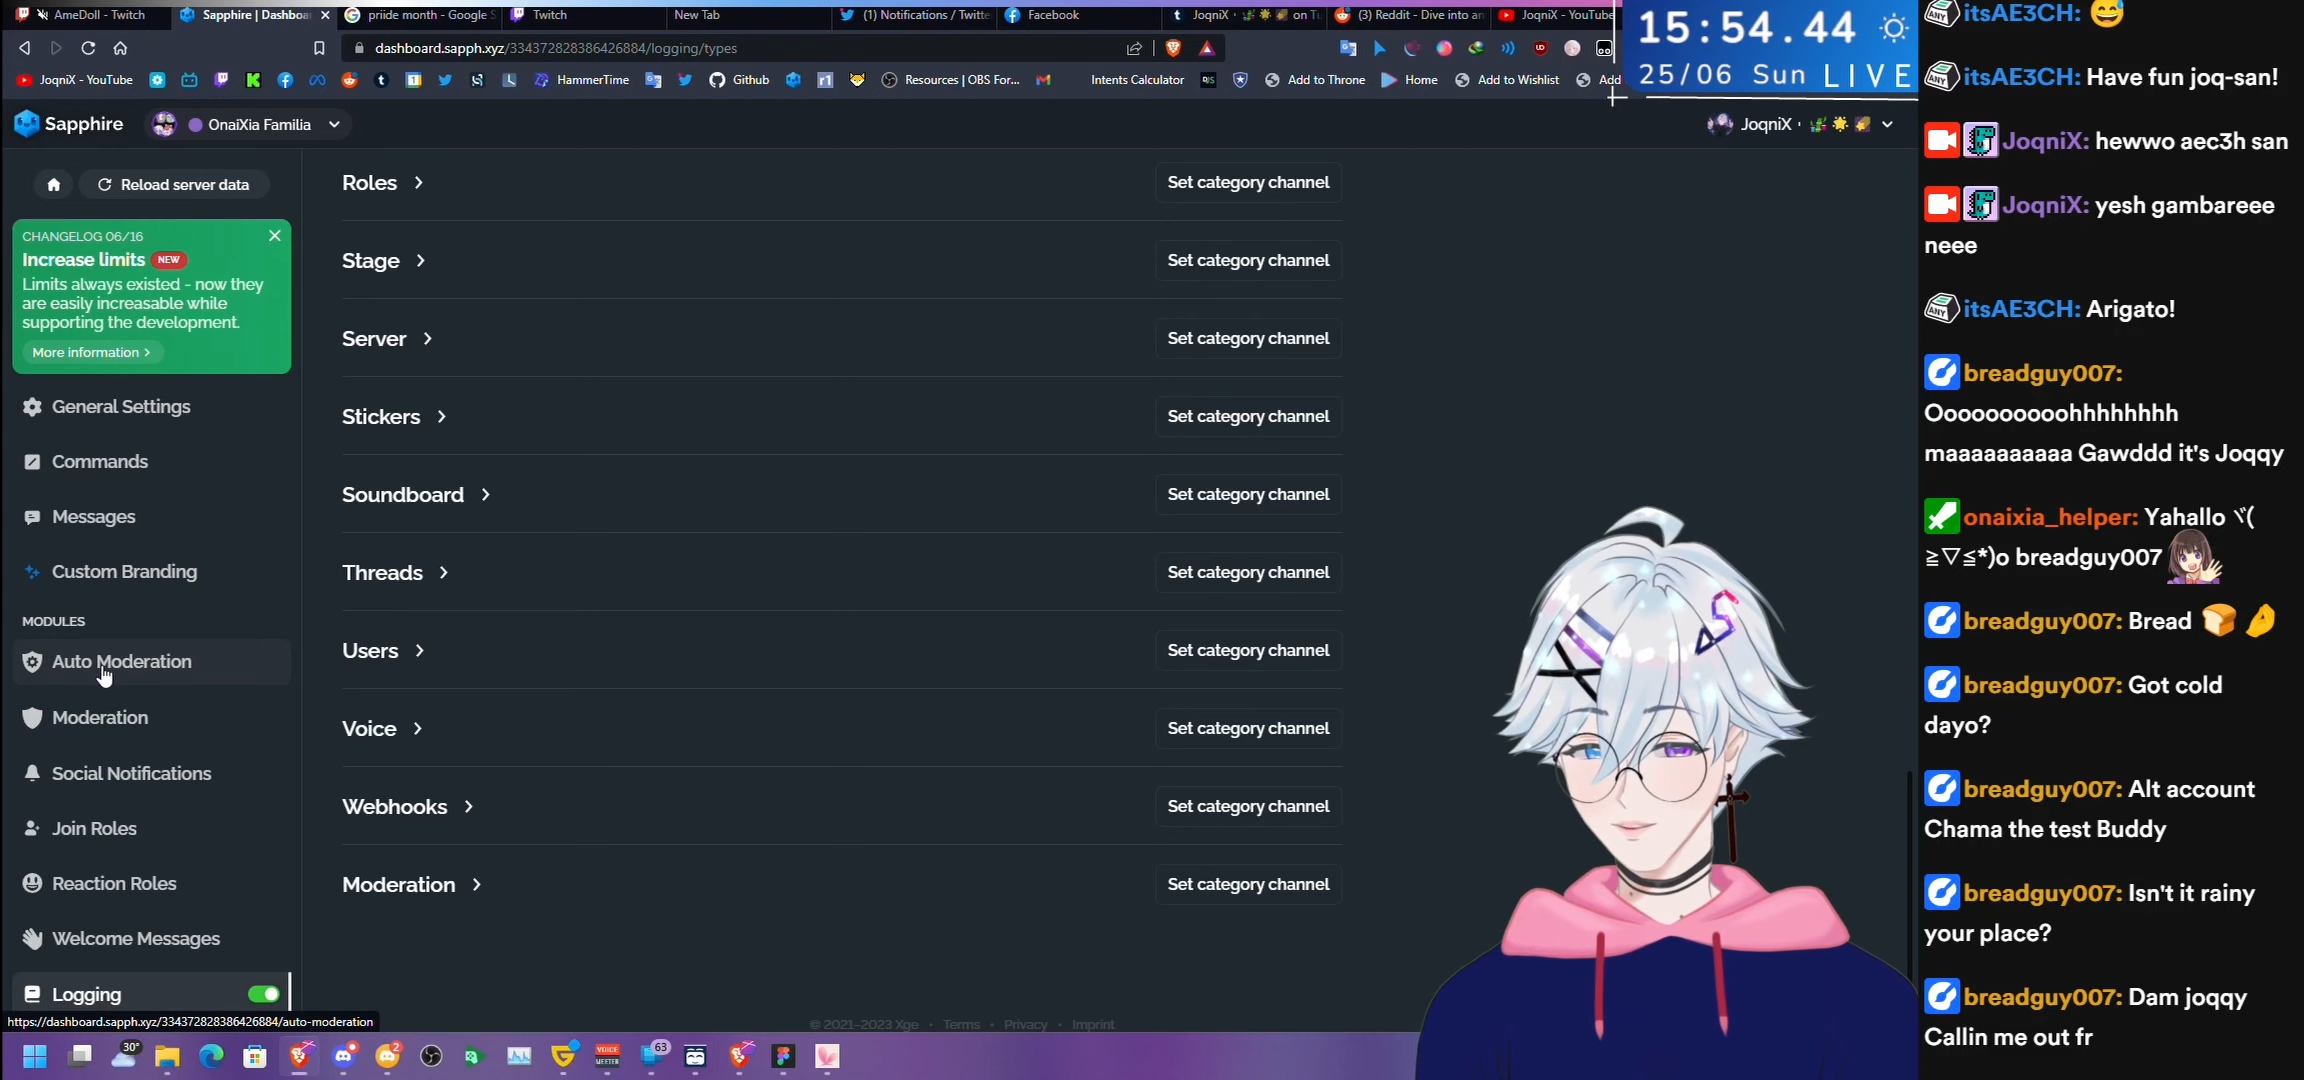 AmeDoll - Twitch
Sapphire | Dashboa
priide month - Google S
Twitch
New Tab
(1) Notifications / Twitte
Facebook
JoqniX
on Tu
(3) Reddit - Dive into an
JoqniX - YouTube
dashboard.sapph.xyz/334372828386426884/logging/types
JoqniX - YouTube
HammerTime
Github
Resources | OBS For...
Intents Calculator
Add to Throne
Home
Add to Wishlist
Add
15:54.44
25/06 Sun LIVE
Sapphire
OnaiXia Familia
JoqniX
Reload server data
CHANGELOG 06/16
Increase limits NEW
Limits always existed - now they
are easily increasable while
supporting the development.
More information
General Settings
Commands
Messages
Custom Branding
MODULES
Auto Moderation
Moderation
Social Notifications
Join Roles
Reaction Roles
Welcome Messages
Logging
https://dashboard.sapph.xyz/334372828386426884/auto-moderation
Roles > Set category channel
Stage > Set category channel
Server > Set category channel
Stickers > Set category channel
Soundboard > Set category channel
Threads > Set category channel
Users > Set category channel
Voice > Set category channel
Webhooks > Set category channel
Moderation > Set category channel
© 2021–2023 Xge • Terms • Privacy • Imprint
30°
2
VOICE
MEETER
63
itsAE3CH: 😅
itsAE3CH: Have fun joq-san!
JoqniX: hewwo aec3h san
JoqniX: yesh gambareee
neee
itsAE3CH: Arigato!
breadguy007:
Oooooooooohhhhhhhh
maaaaaaaaaa Gawddd it's Joqqy
onaixia_helper: Yahallo ヾ(
≧▽≦*)o breadguy007
breadguy007: Bread 🍞 🤌
breadguy007: Got cold
dayo?
breadguy007: Alt account
Chama the test Buddy
breadguy007: Isn't it rainy
your place?
breadguy007: Dam joqqy
Callin me out fr